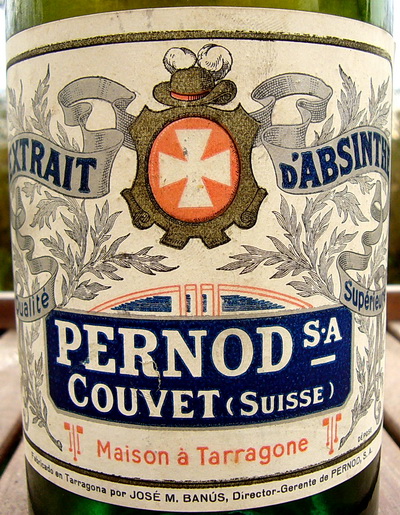 EXTRAIT D'ABSINTHE
Qualité Supérieure
PERNOD S.A
COUVET (SUISSE)
Maison à Tarragone
DÉPOSÉ
Fabricado en Tarragona por JOSÉ M. BANÚS, Director-Gerente de PERNOD, S.A.